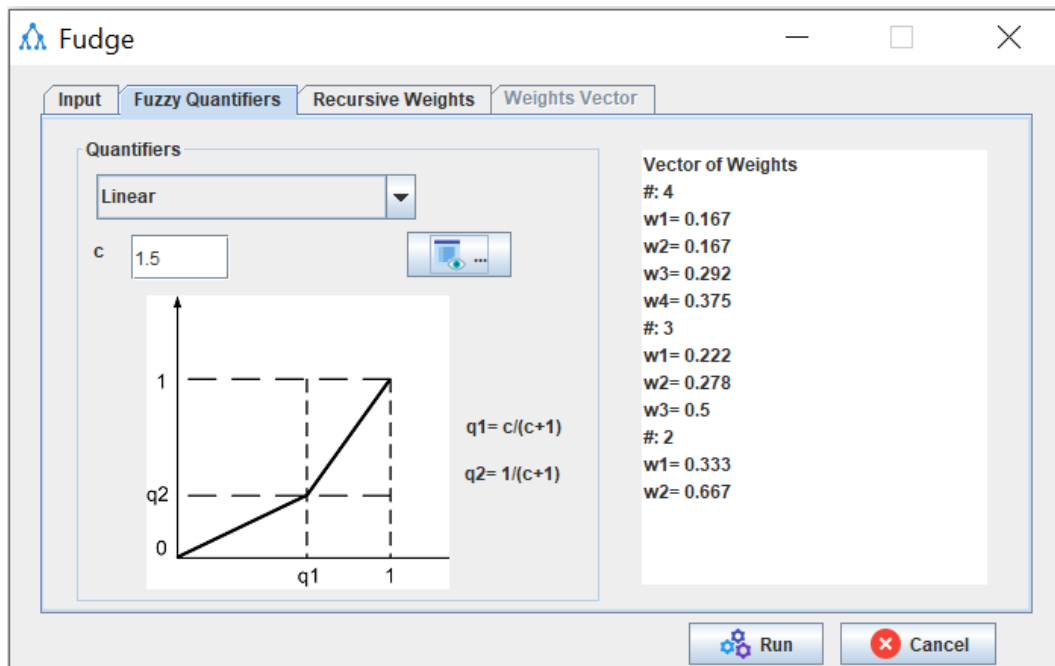 Fudge
Input Fuzzy Quantifiers Recursive Weights Weights Vector
Quantifiers
Linear
c 1.5 ...
1
q2
0
q1 1
q1= c/(c+1)
q2= 1/(c+1)
Vector of Weights
#: 4
w1= 0.167
w2= 0.167
w3= 0.292
w4= 0.375
#: 3
w1= 0.222
w2= 0.278
w3= 0.5
#: 2
w1= 0.333
w2= 0.667
Run Cancel